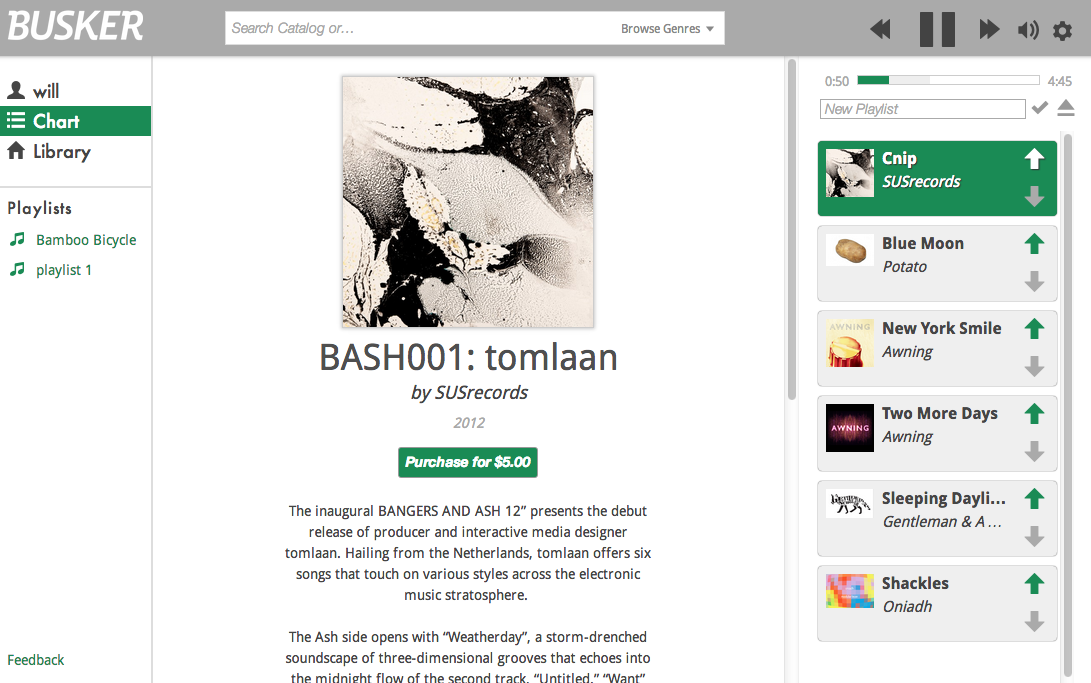 BUSKER
Search Catalog or...
Browse Genres
will
Chart
Library
Playlists
Bamboo Bicycle
playlist 1
Feedback
BASH001: tomlaan
by SUSrecords
2012
Purchase for $5.00
The inaugural BANGERS AND ASH 12” presents the debut
release of producer and interactive media designer
tomlaan. Hailing from the Netherlands, tomlaan offers six
songs that touch on various styles across the electronic
music stratosphere.
The Ash side opens with “Weatherday”, a storm-drenched
soundscape of three-dimensional grooves that echoes into
the midnight flow of the second track, “Untitled.” “Want”
0:50
4:45
New Playlist
Cnip
SUSrecords
Blue Moon
Potato
AWNING
New York Smile
Awning
AWNING
Two More Days
Awning
Sleeping Dayli...
Gentleman & A ...
Shackles
Oniadh